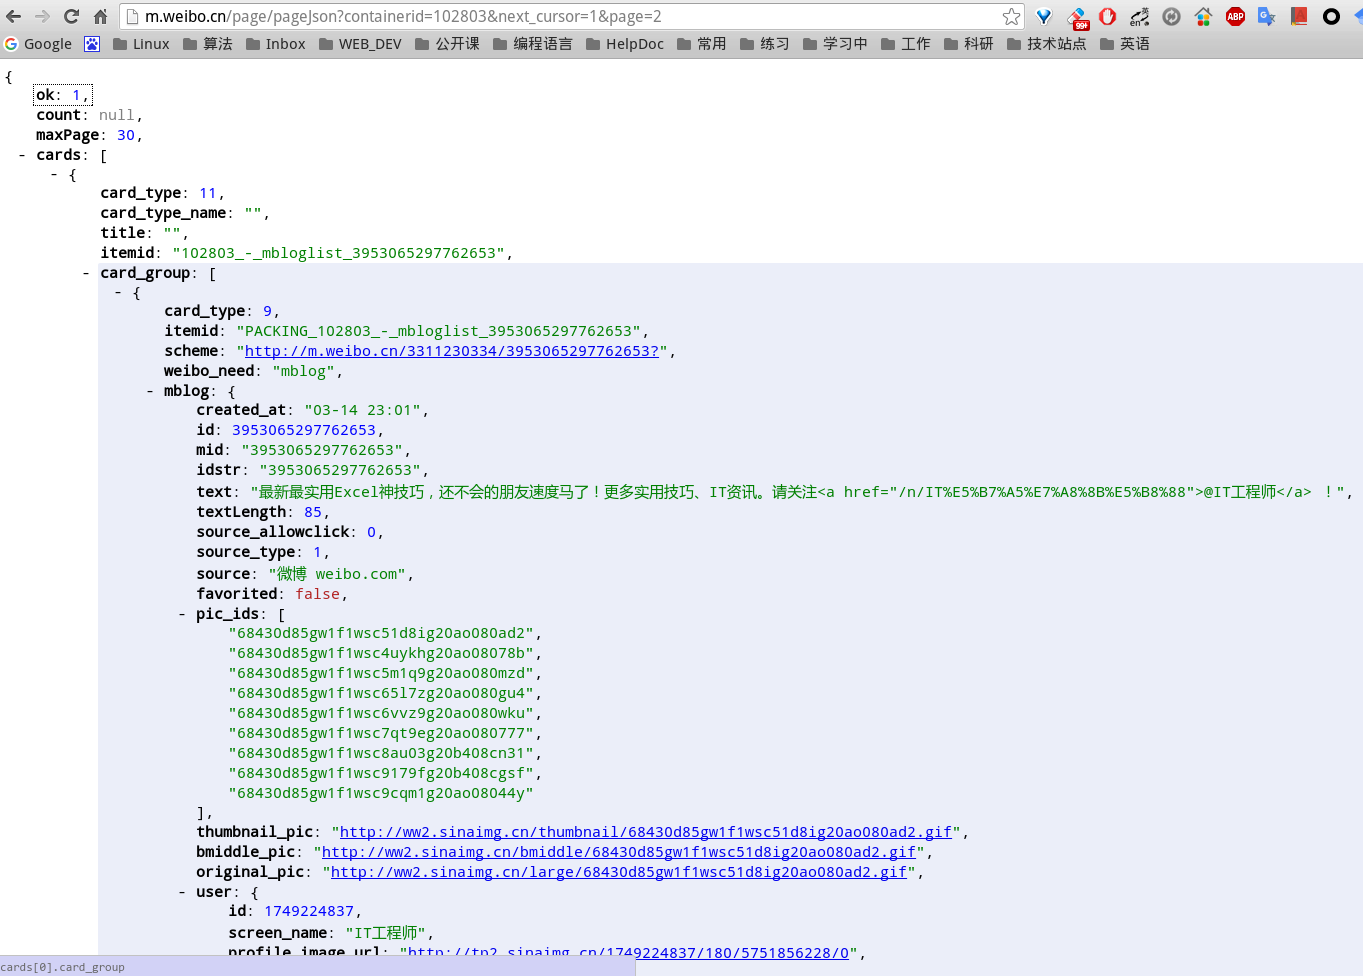 m.weibo.cn/page/pageJson?containerid=102803&next_cursor=1&page=2
99+
en 英
ABP
Google Linux 算法 Inbox WEB_DEV 公开课 编程语言 HelpDoc 常用 练习 学习中 工作 科研 技术站点 英语
{
ok: 1,
count: null,
maxPage: 30,
- cards: [
- {
card_type: 11,
card_type_name: "",
title: "",
itemid: "102803_-_mbloglist_3953065297762653",
- card_group: [
- {
card_type: 9,
itemid: "PACKING_102803_-_mbloglist_3953065297762653",
scheme: "http://m.weibo.cn/3311230334/3953065297762653?",
weibo_need: "mblog",
- mblog: {
created_at: "03-14 23:01",
id: 3953065297762653,
mid: "3953065297762653",
idstr: "3953065297762653",
text: "最新最实用Excel神技巧，还不会的朋友速度马了！更多实用技巧、IT资讯。请关注<a href="/n/IT%E5%B7%A5%E7%A8%8B%E5%B8%88">@IT工程师</a> ！",
textLength: 85,
source_allowclick: 0,
source_type: 1,
source: "微博 weibo.com",
favorited: false,
- pic_ids: [
"68430d85gw1f1wsc51d8ig20ao080ad2",
"68430d85gw1f1wsc4uykhg20ao08078b",
"68430d85gw1f1wsc5m1q9g20ao080mzd",
"68430d85gw1f1wsc65l7zg20ao080gu4",
"68430d85gw1f1wsc6vvz9g20ao080wku",
"68430d85gw1f1wsc7qt9eg20ao080777",
"68430d85gw1f1wsc8au03g20b408cn31",
"68430d85gw1f1wsc9179fg20b408cgsf",
"68430d85gw1f1wsc9cqm1g20ao08044y"
],
thumbnail_pic: "http://ww2.sinaimg.cn/thumbnail/68430d85gw1f1wsc51d8ig20ao080ad2.gif",
bmiddle_pic: "http://ww2.sinaimg.cn/bmiddle/68430d85gw1f1wsc51d8ig20ao080ad2.gif",
original_pic: "http://ww2.sinaimg.cn/large/68430d85gw1f1wsc51d8ig20ao080ad2.gif",
- user: {
id: 1749224837,
screen_name: "IT工程师",
profile_image_url: "http://tp2.sinaimg.cn/1749224837/180/5751856228/0",
cards[0].card_group